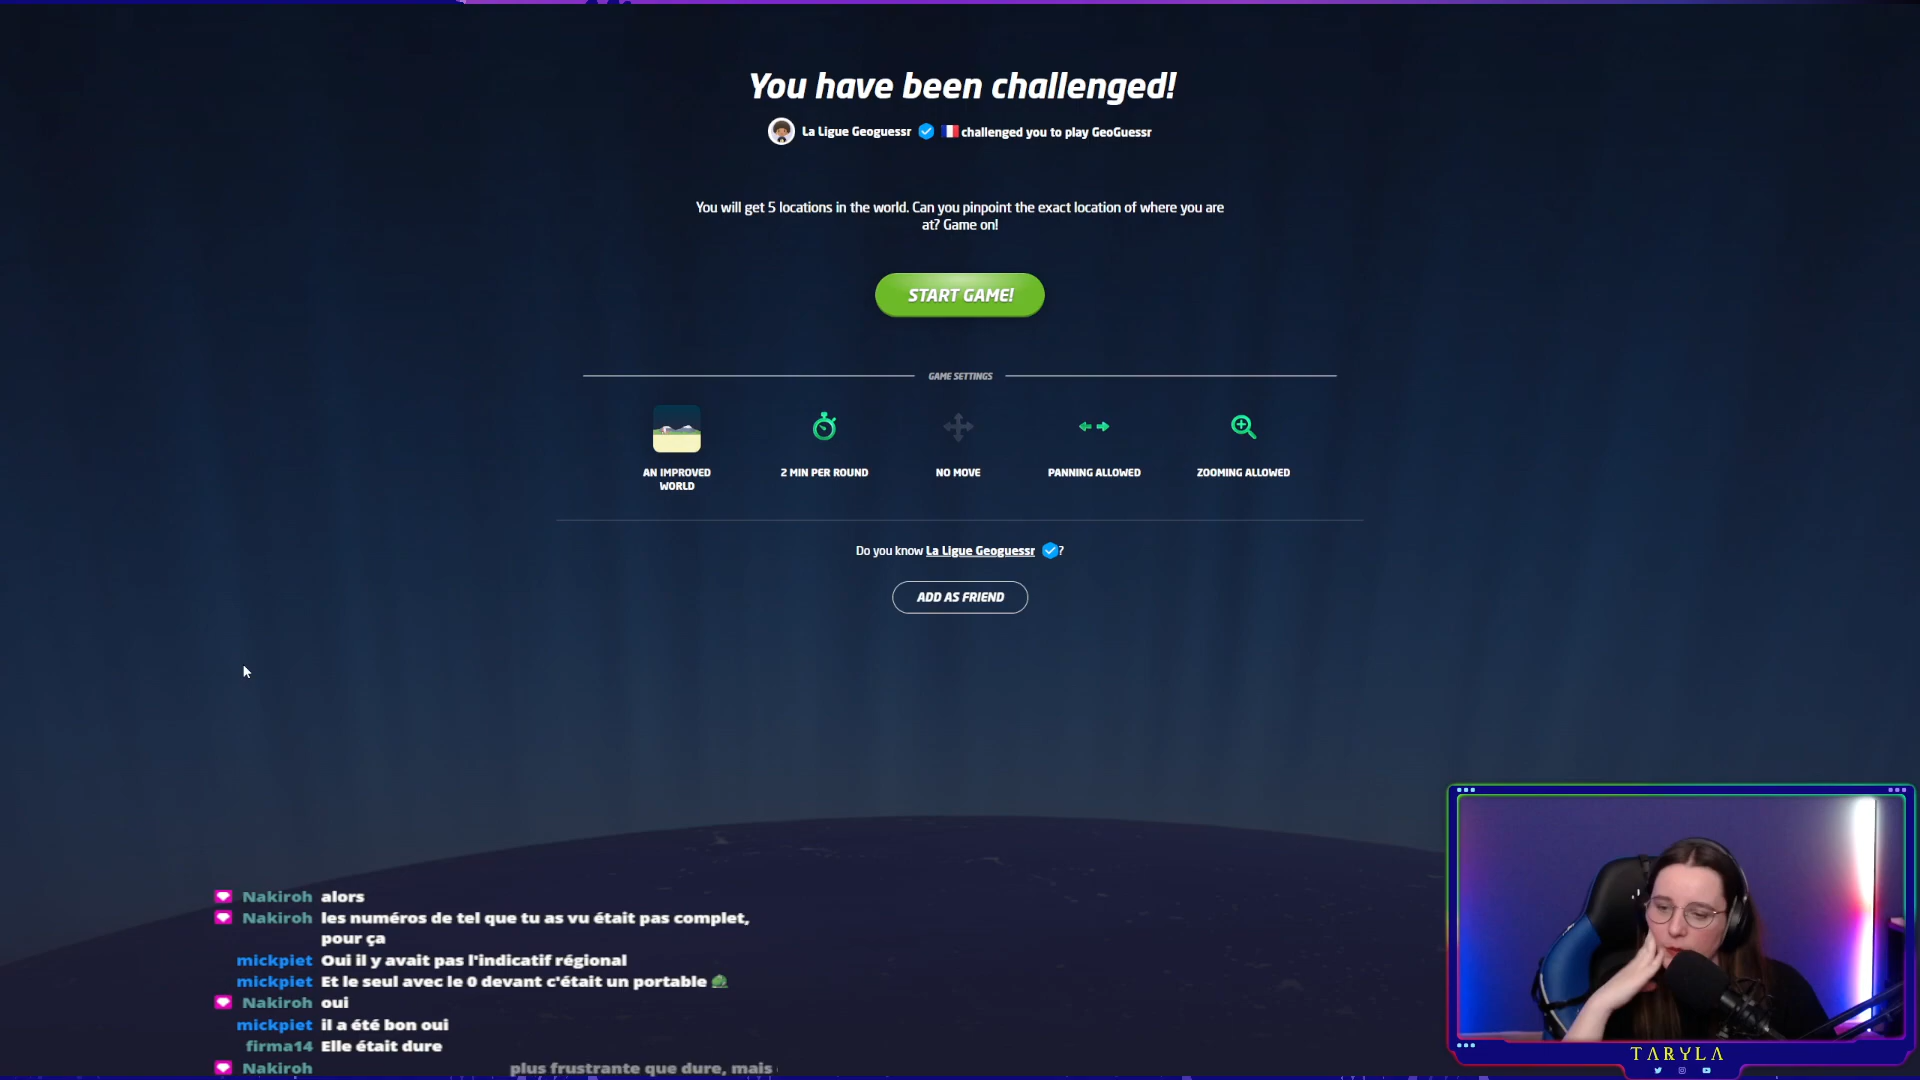 You have been challenged!
La Ligue Geoguessr challenged you to play GeoGuessr
You will get 5 locations in the world. Can you pinpoint the exact location of where you are
at? Game on!
START GAME!
GAME SETTINGS
AN IMPROVED
WORLD
2 MIN PER ROUND
NO MOVE
PANNING ALLOWED
ZOOMING ALLOWED
Do you know La Ligue Geoguessr ?
ADD AS FRIEND
Nakiroh alors
Nakiroh les numéros de tel que tu as vu était pas complet,
pour ça
mickpiet Oui il y avait pas l'indicatif régional
mickpiet Et le seul avec le 0 devant c'était un portable
Nakiroh oui
mickpiet il a été bon oui
firma14 Elle était dure
Nakiroh plus frustrante que dure, mais
TARYLA